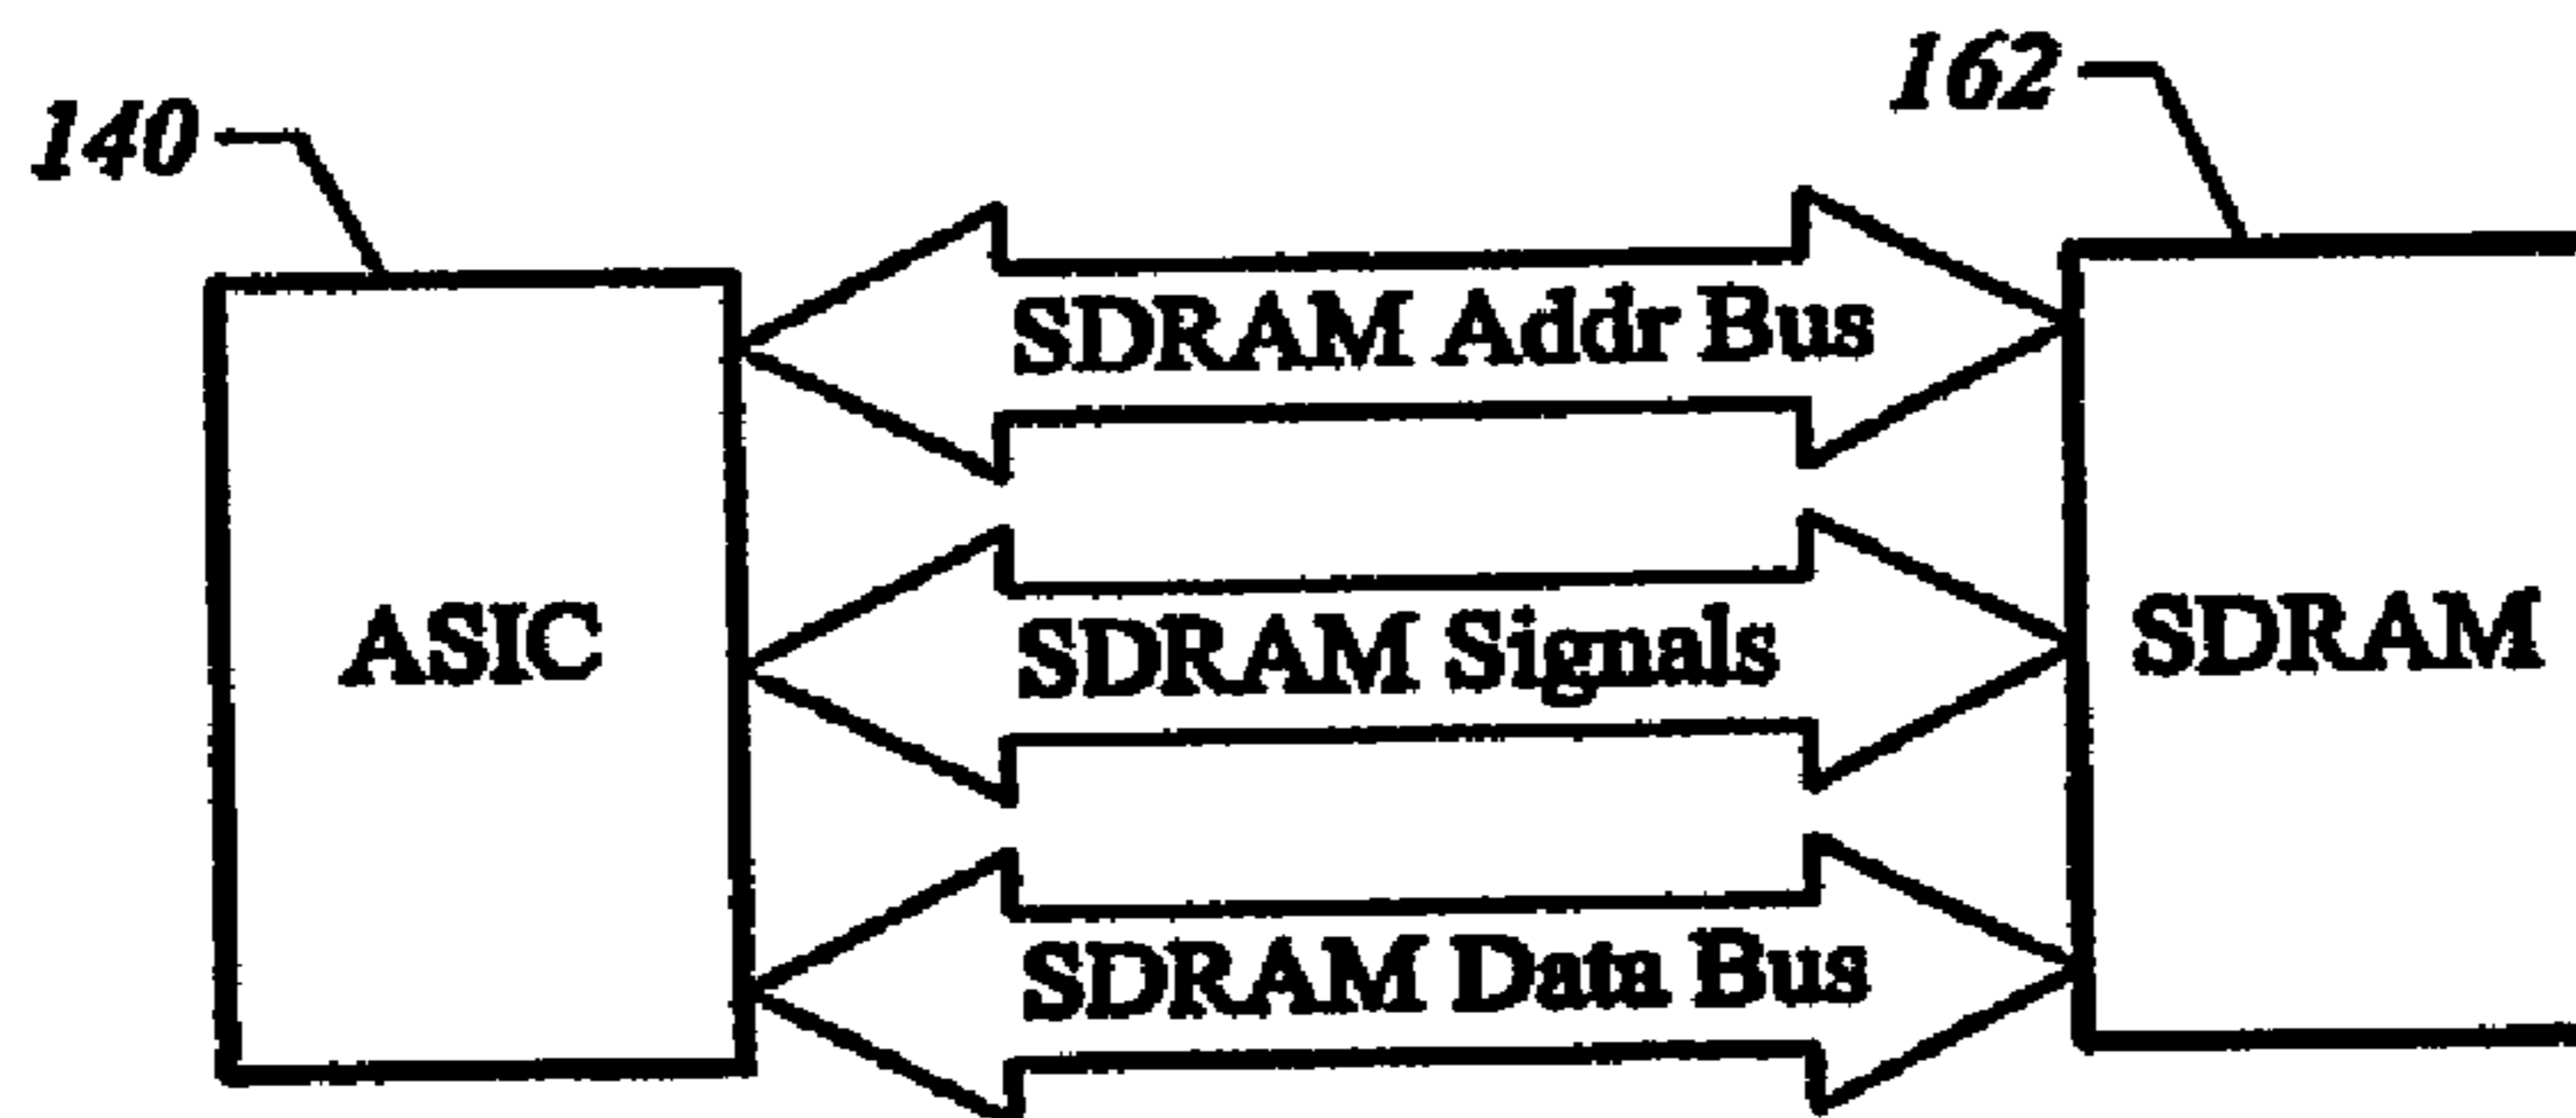 162
140
SDRAM Addr Bus
ASIC
SDRAM Signals
SDRAM
SDRAM Data Bus